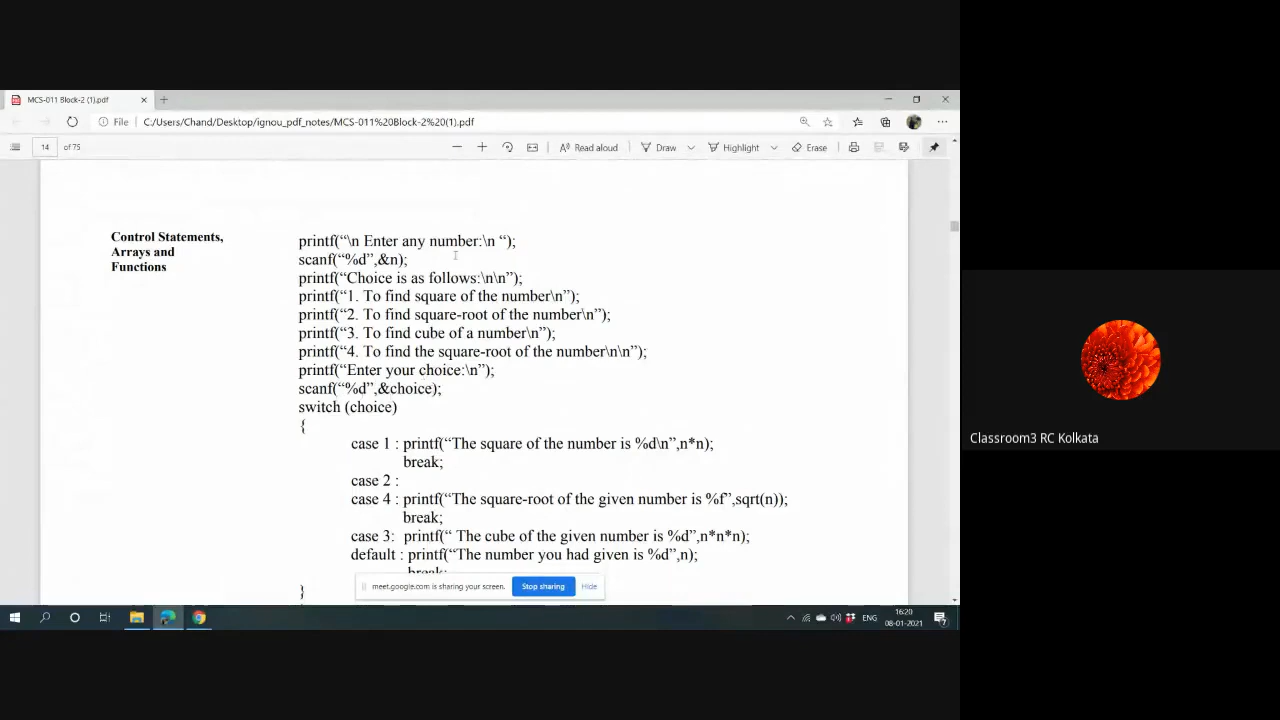 MCS-011 Block-2 (1).pdf
File C:/Users/Chand/Desktop/ignou_pdf_notes/MCS-011%20Block-2%20(1).pdf
14 of 75 Read aloud Draw Highlight Erase
Control Statements,
Arrays and
Functions
printf(“\n Enter any number:\n “);
scanf(“%d”,&n);
printf(“Choice is as follows:\n\n”);
printf(“1. To find square of the number\n”);
printf(“2. To find square-root of the number\n”);
printf(“3. To find cube of a number\n”);
printf(“4. To find the square-root of the number\n\n”);
printf(“Enter your choice:\n”);
scanf(“%d”,&choice);
switch (choice)
{
case 1 : printf(“The square of the number is %d\n”,n*n);
break;
case 2 :
case 4 : printf(“The square-root of the given number is %f”,sqrt(n));
break;
case 3: printf(“ The cube of the given number is %d”,n*n*n);
default : printf(“The number you had given is %d”,n);
break;
}
meet.google.com is sharing your screen. Stop sharing Hide
ENG
16:20
08-01-2021
Classroom3 RC Kolkata